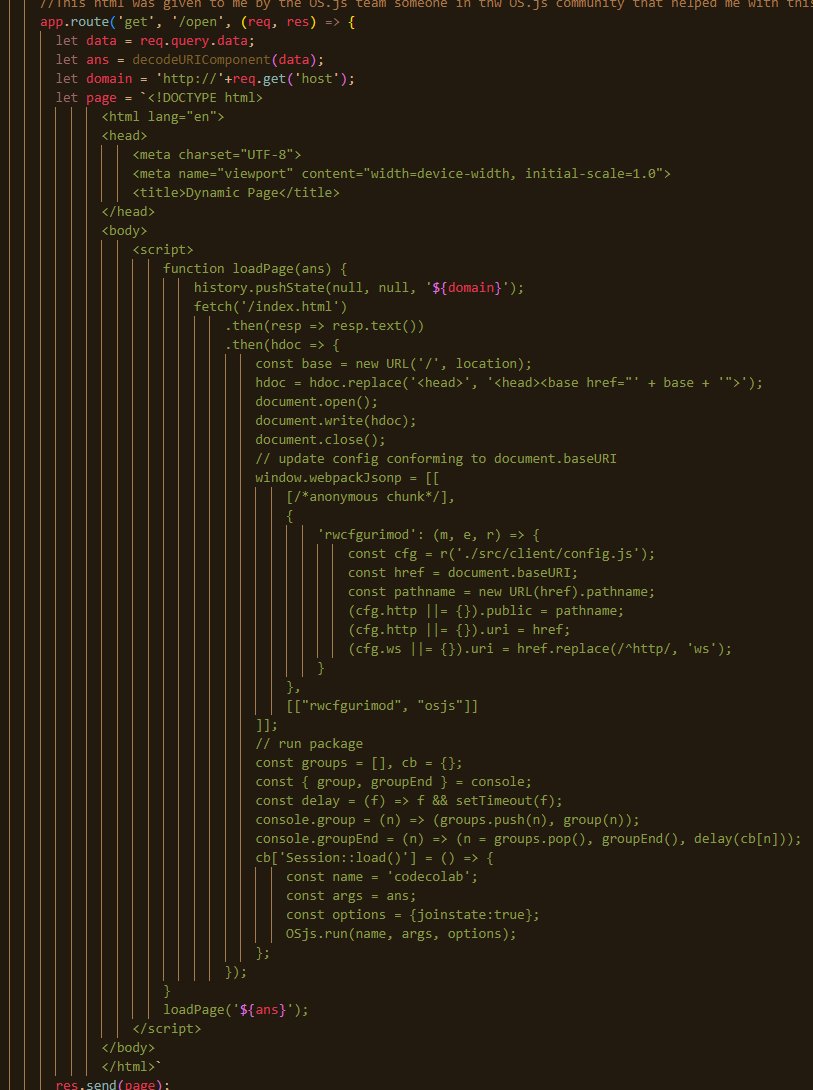 //This html was given to me by the OS.js team someone in thw OS.js community that helped me with this
app.route('get', '/open', (req, res) => {
let data = req.query.data;
let ans = decodeURIComponent(data);
let domain = 'http://'+req.get('host');
let page = `<!DOCTYPE html>
<html lang="en">
<head>
<meta charset="UTF-8">
<meta name="viewport" content="width=device-width, initial-scale=1.0">
<title>Dynamic Page</title>
</head>
<body>
<script>
function loadPage(ans) {
history.pushState(null, null, '${domain}');
fetch('/index.html')
.then(resp => resp.text())
.then(hdoc => {
const base = new URL('/', location);
hdoc = hdoc.replace('<head>', '<head><base href="' + base + '">');
document.open();
document.write(hdoc);
document.close();
// update config conforming to document.baseURI
window.webpackJsonp = [[
[/*anonymous chunk*/],
{
'rwcfgurimod': (m, e, r) => {
const cfg = r('./src/client/config.js');
const href = document.baseURI;
const pathname = new URL(href).pathname;
(cfg.http ||= {}).public = pathname;
(cfg.http ||= {}).uri = href;
(cfg.ws ||= {}).uri = href.replace(/^http/, 'ws');
}
},
[["rwcfgurimod", "osjs"]]
]];
// run package
const groups = [], cb = {};
const { group, groupEnd } = console;
const delay = (f) => f && setTimeout(f);
console.group = (n) => (groups.push(n), group(n));
console.groupEnd = (n) => (n = groups.pop(), groupEnd(), delay(cb[n]));
cb['Session::load()'] = () => {
const name = 'codecolab';
const args = ans;
const options = {joinstate:true};
OSjs.run(name, args, options);
};
});
}
loadPage('${ans}');
</script>
</body>
</html>`
res.send(page);